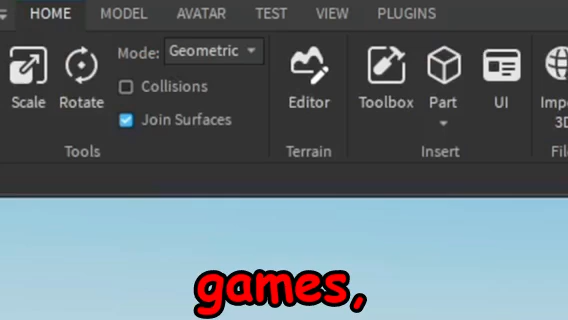 HOME MODEL AVATAR TEST VIEW PLUGINS
Mode: Geometric
Collisions
Join Surfaces
Scale Rotate Editor Toolbox Part UI
Tools Terrain Insert
games,